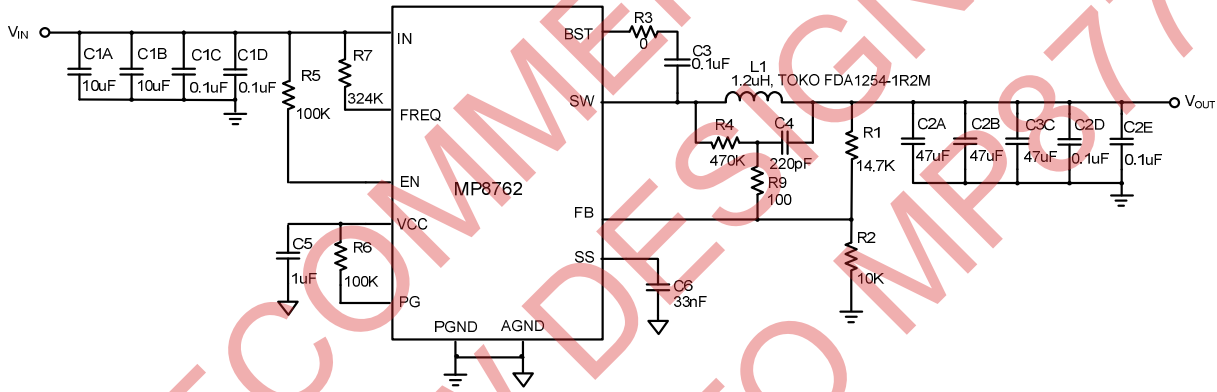 VIN
C1A
10uF
C1B
10uF
C1C
0.1uF
C1D
0.1uF
R5
100K
R7
324K
IN
FREQ
EN
VCC
PG
C5
1uF
R6
100K
MP8762
PGND
AGND
BST
SW
FB
SS
R3
0
C3
0.1uF
L1
1.2uH, TOKO FDA1254-1R2M
R4
470K
C4
220pF
R9
100
R1
14.7K
R2
10K
C6
33nF
C2A
47uF
C2B
47uF
C3C
47uF
C2D
0.1uF
C2E
0.1uF
VOUT
ECOMME
DESIGN
O MP877